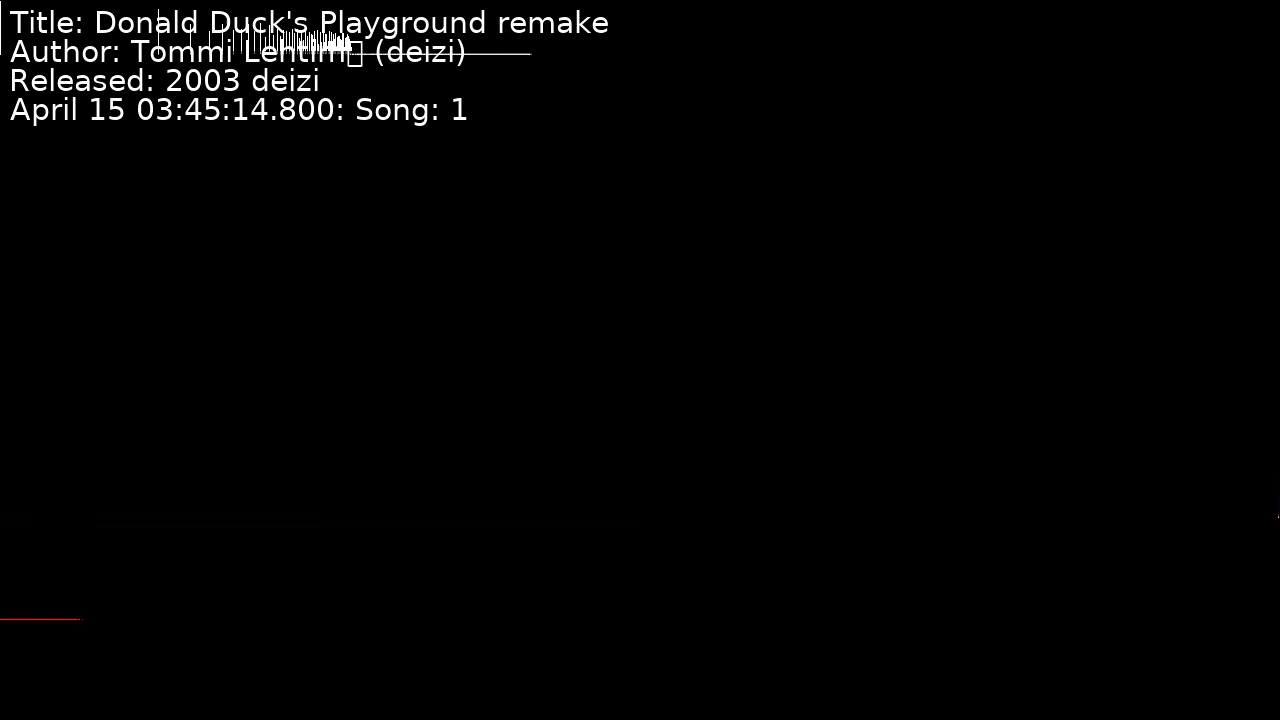 Title: Donald Duck's Playground remake
Author: Tommi Lehtim▯ (deizi)
Released: 2003 deizi
April 15 03:45:14.800: Song: 1